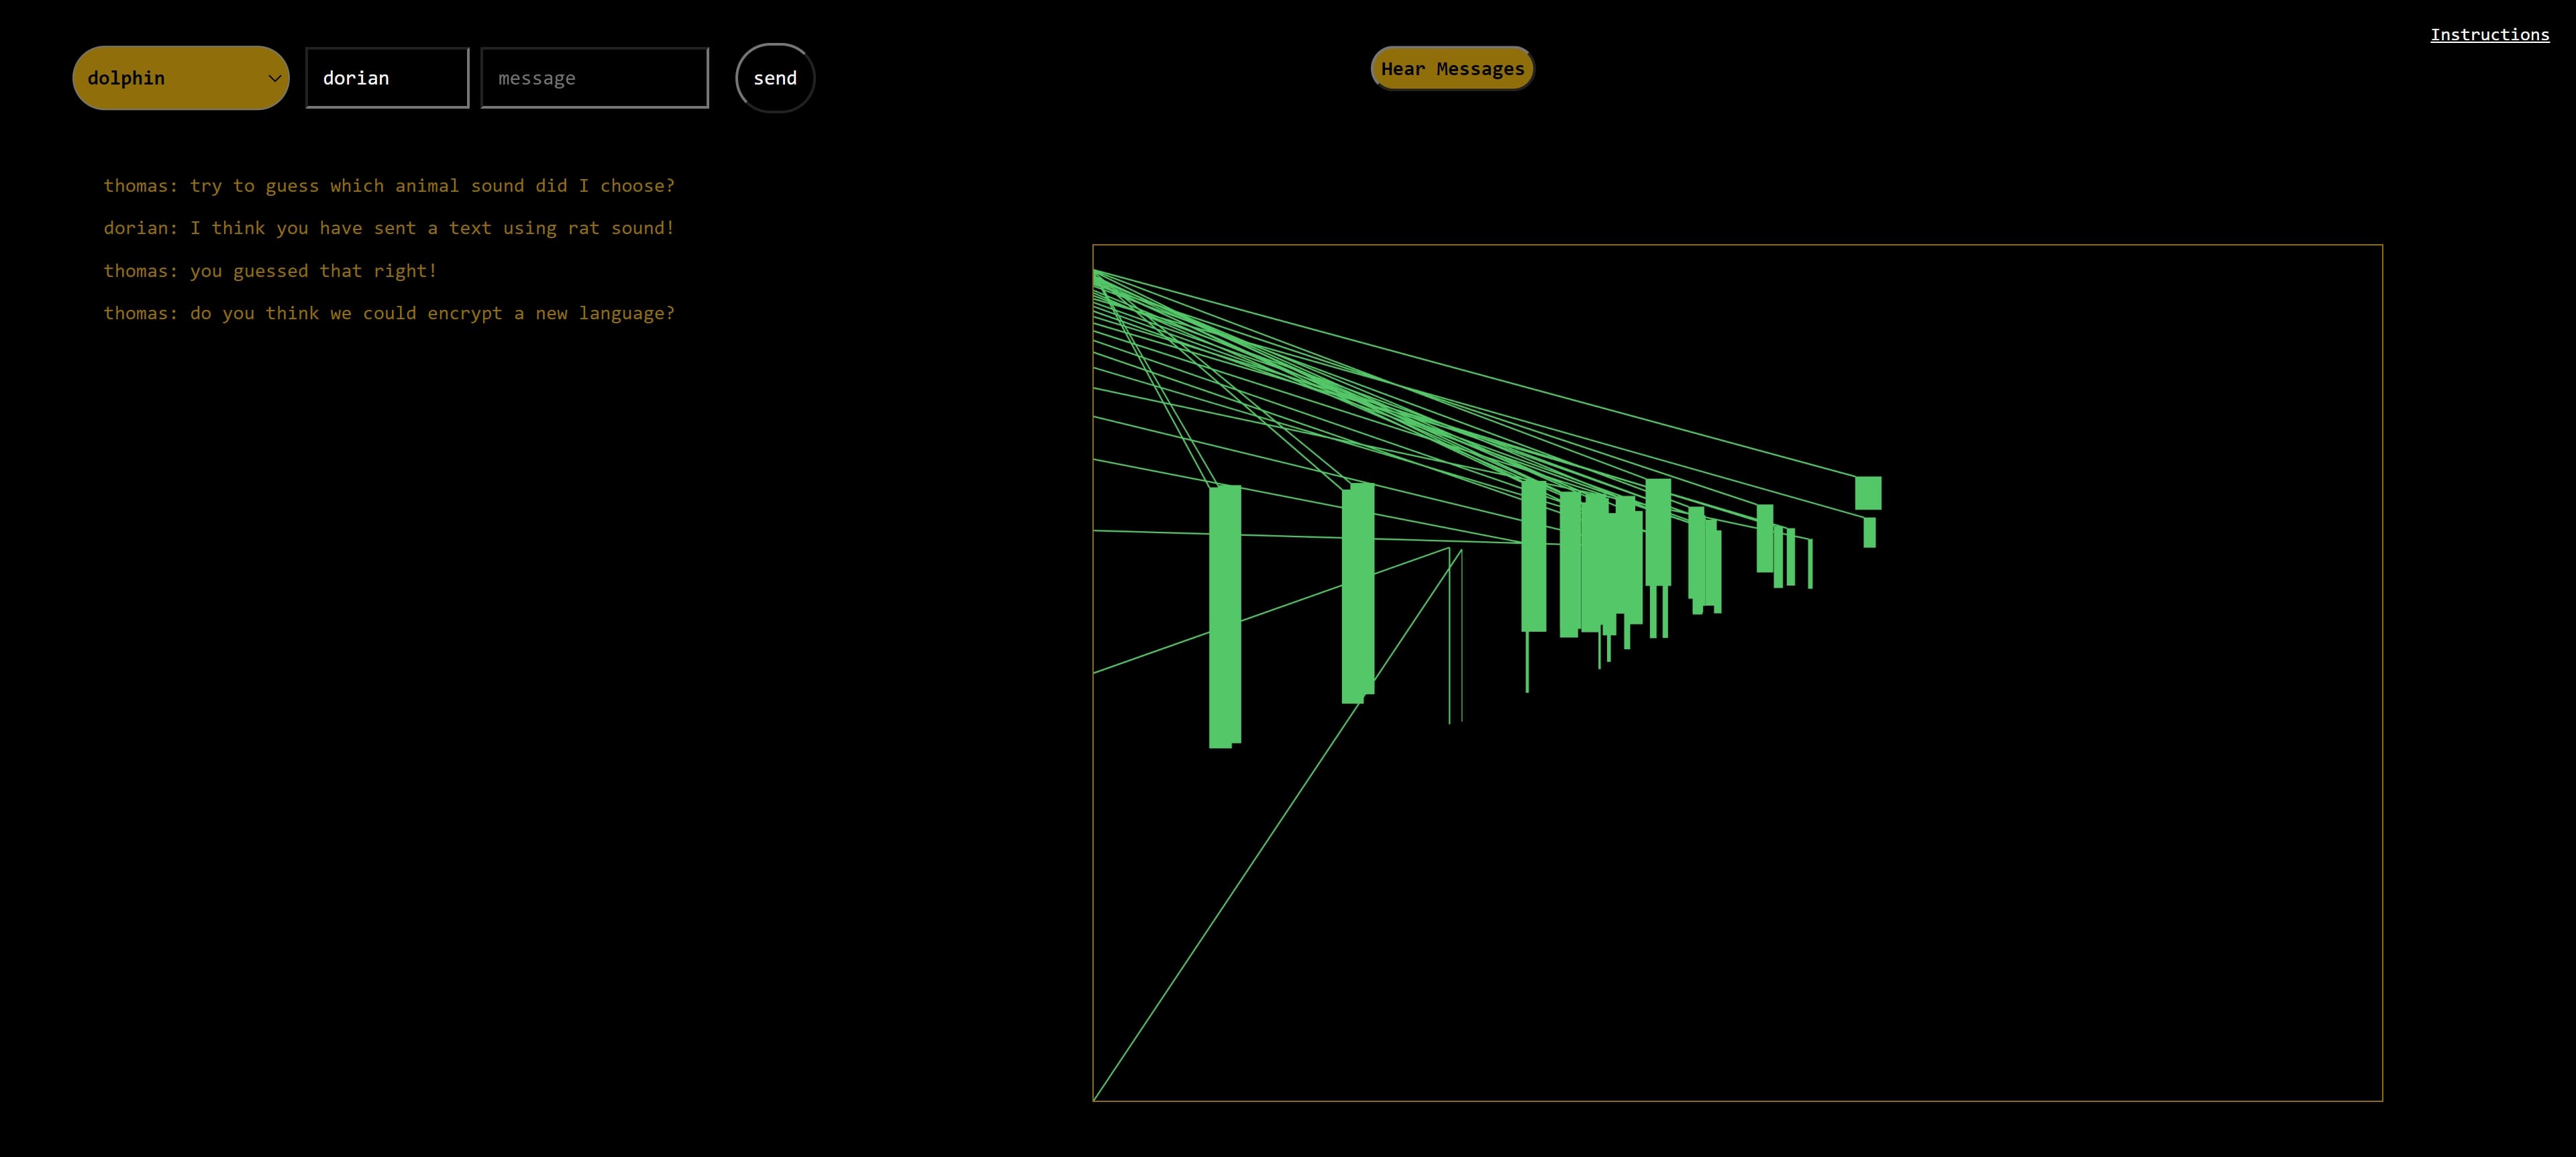 Instructions
dolphin dorian message send Hear Messages
thomas: try to guess which animal sound did I choose?
dorian: I think you have sent a text using rat sound!
thomas: you guessed that right!
thomas: do you think we could encrypt a new language?